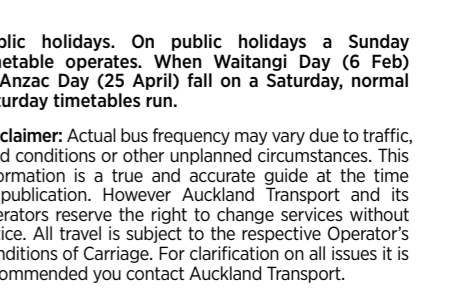 blic holidays. On public holidays a Sunday
etable operates. When Waitangi Day (6 Feb)
Anzac Day (25 April) fall on a Saturday, normal
urday timetables run.
claimer: Actual bus frequency may vary due to traffic,
d conditions or other unplanned circumstances. This
ormation is a true and accurate guide at the time
publication. However Auckland Transport and its
erators reserve the right to change services without
ice. All travel is subject to the respective Operator's
nditions of Carriage. For clarification on all issues it is
ommended you contact Auckland Transport.